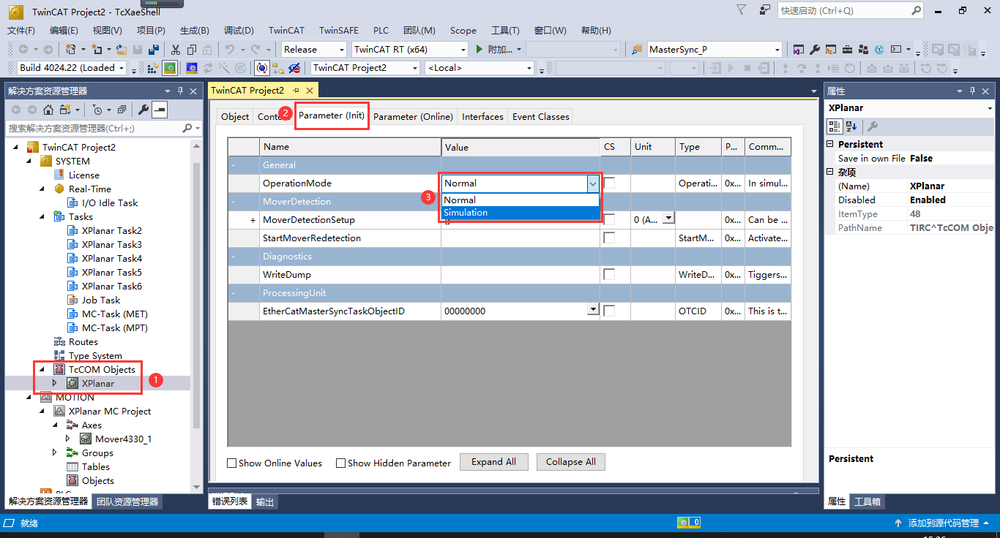 TwinCAT Project2 - TcXaeShell
快速启动 (Ctrl+Q)
文件(F) 编辑(E) 视图(V) 项目(P) 生成(B) 调试(D) TwinCAT TwinSAFE PLC 团队(M) Scope 工具(T) 窗口(W) 帮助(H)
Release TwinCAT RT (x64) 附加... MasterSync_P
Build 4024.22 (Loaded TwinCAT Project2 <Local>
解决方案资源管理器
搜索解决方案资源管理器(Ctrl+;)
TwinCAT Project2
SYSTEM
License
Real-Time
I/O Idle Task
Tasks
XPlanar Task2
XPlanar Task3
XPlanar Task4
XPlanar Task5
XPlanar Task6
Job Task
MC-Task (MET)
MC-Task (MPT)
Routes
Type System
TcCOM Objects
XPlanar
1
MOTION
XPlanar MC Project
Axes
Mover4330_1
Groups
Tables
Objects
解决方案资源管理器 团队资源管理器
TwinCAT Project2
Object 2 Parameter (Init) Parameter (Online) Interfaces Event Classes
Name Value CS Unit Type P... Comm...
- General
OperationMode Normal Operati... 0x... In simul...
Normal
3
Simulation
- MoverDetection
+ MoverDetectionSetup 0 (A... 0x... Can be ...
StartMoverRedetection StartM... 0x... Activate...
- Diagnostics
WriteDump WriteD... 0x... Tiggers...
- ProcessingUnit
EtherCatMasterSyncTaskObjectID 00000000 OTCID 0x... This is t...
Show Online Values Show Hidden Parameter Expand All Collapse All
错误列表 输出
属性
XPlanar
Persistent
Save in own File False
杂项
(Name) XPlanar
Disabled Enabled
ItemType 48
PathName TIRC^TcCOM Obje
Persistent
属性 工具箱
就绪 0 添加到源代码管理